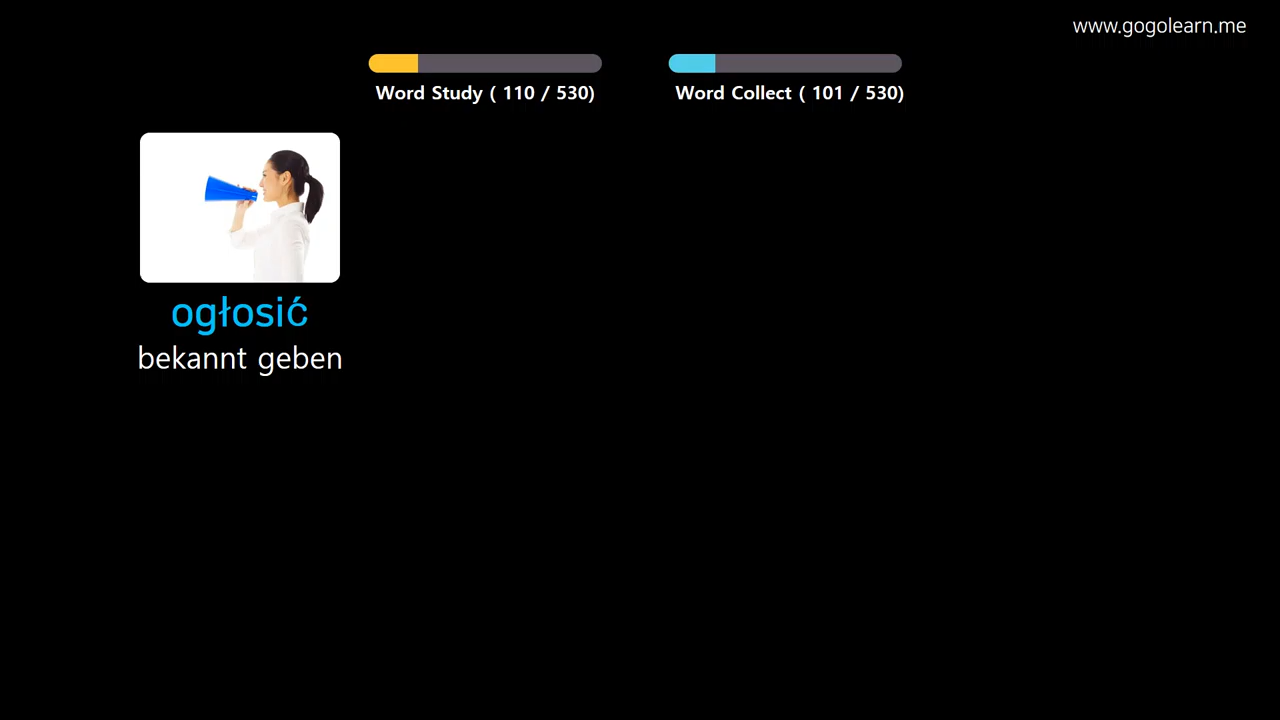 www.gogolearn.me
Word Study ( 110 / 530)
Word Collect ( 101 / 530)
ogłosić
bekannt geben